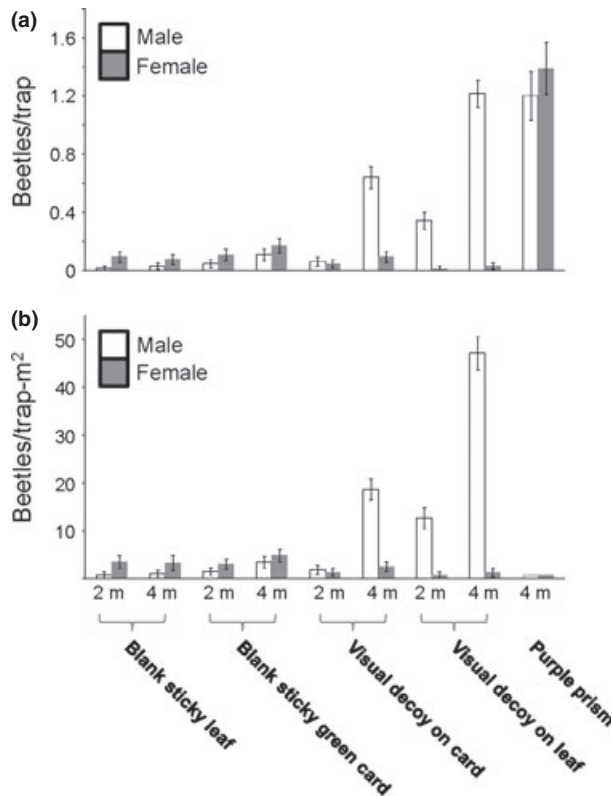 (a)
Beetles/trap
1.6
1.2
0.8
0.4
0
Male
Female
(b)
Beetles/trap-m²
50
40
30
20
10
Male
Female
2 m 4 m 2 m 4 m 2 m 4 m 2 m 4 m 4 m
Blank sticky leaf
Blank sticky green card
Visual decoy on card
Visual decoy on leaf
Purple prism